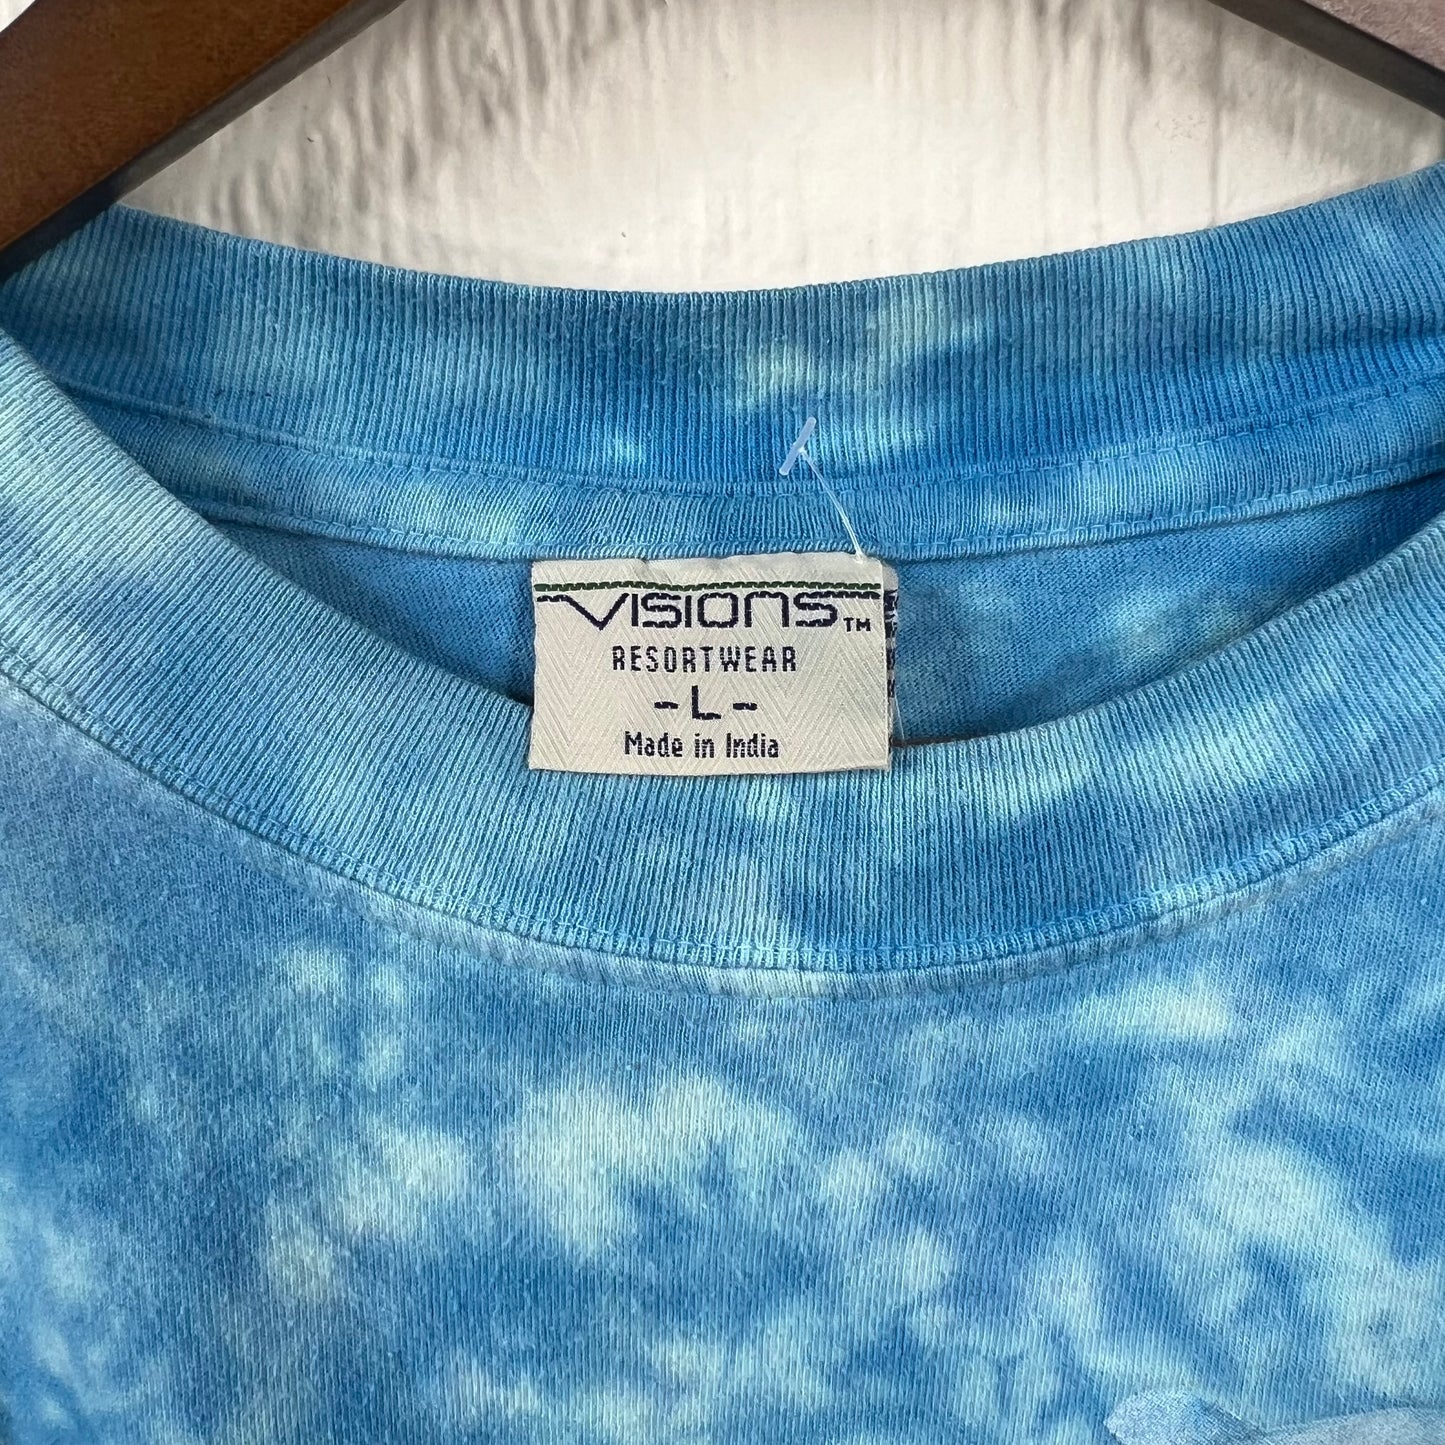 VISIONS™
RESORTWEAR
-L-
Made in India